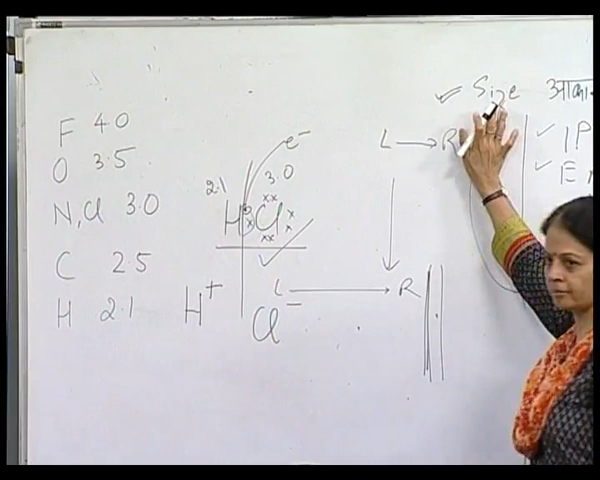 ✓ Size आका
F 4.0
O 3.5
N, Cl 3.0
C 2.5
H 2.1
e⁻
2.1 3.0
H Cl
H⁺ Cl⁻
L → R
L → R
✓ IP
✓ E